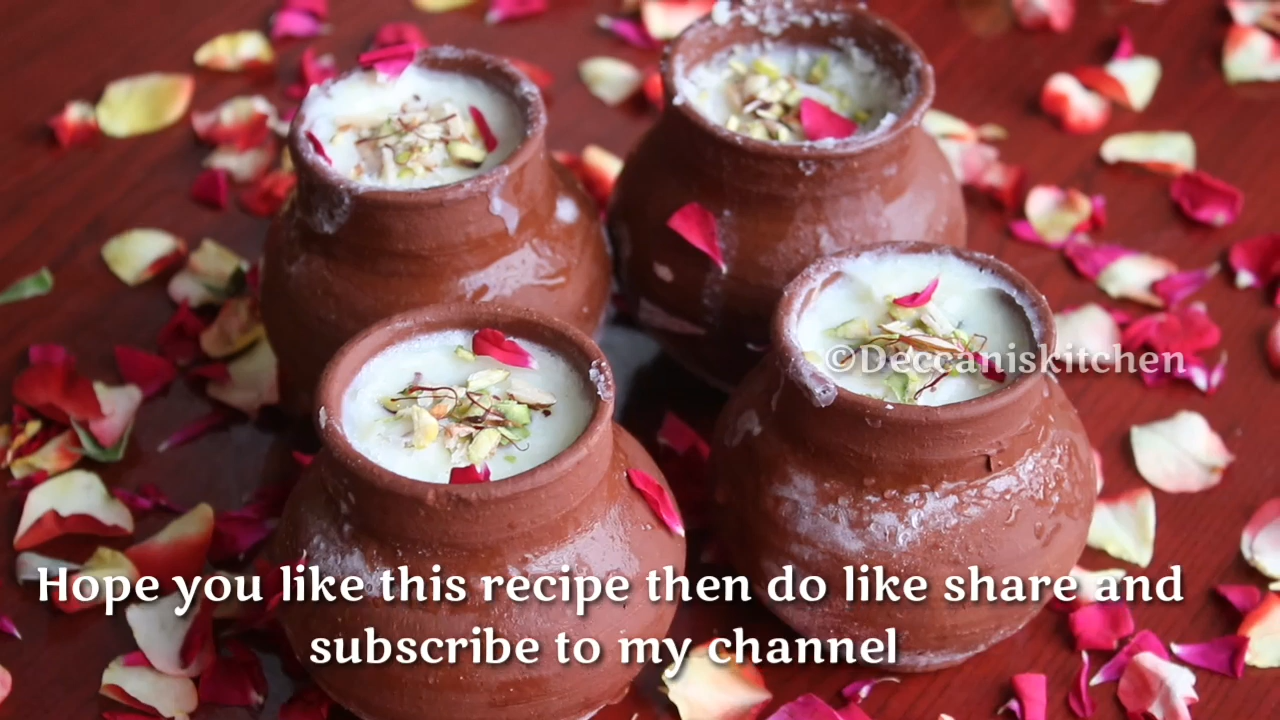 ©Deccaniskitchen
Hope you like this recipe then do like share and
subscribe to my channel